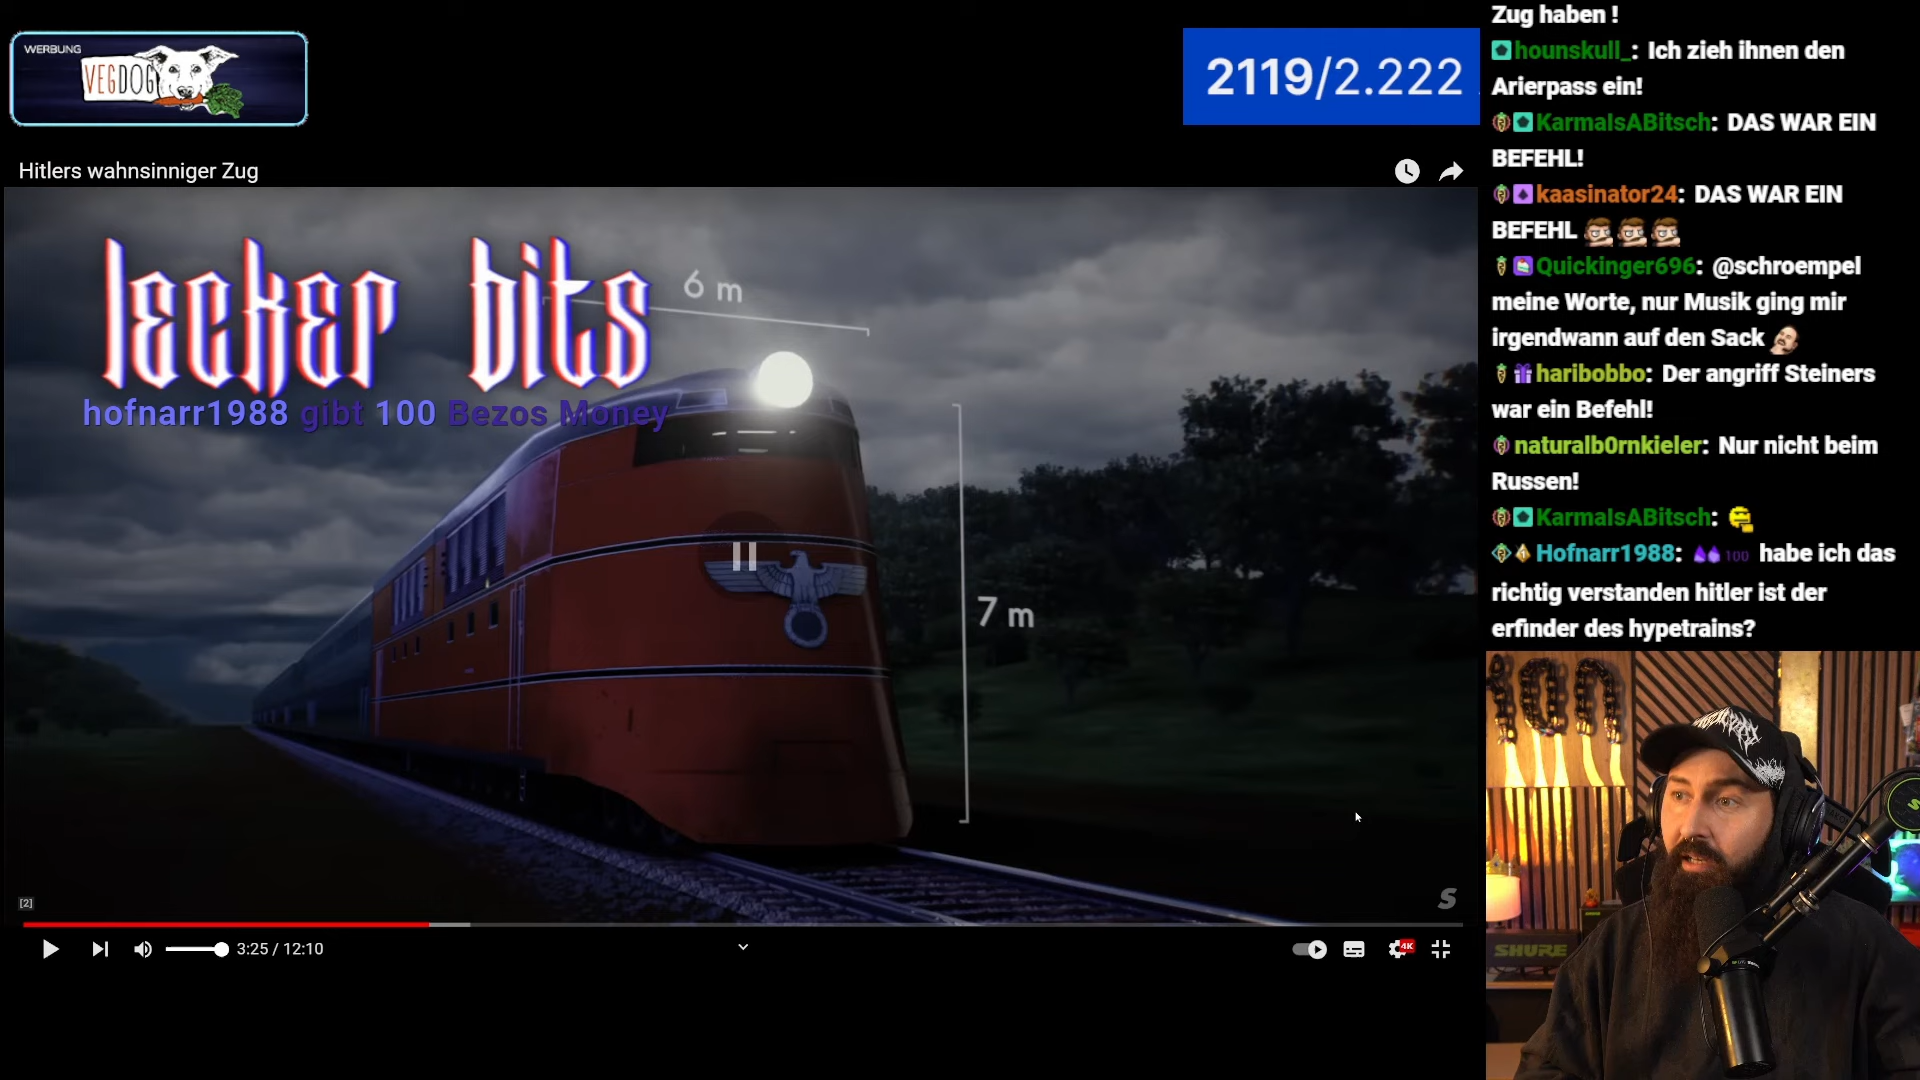 WERBUNG
VEGDOG
2119/2.222
Hitlers wahnsinniger Zug
lecker bits
hofnarr1988 gibt 100 Bezos Money
6 m
7 m
[2]
S
3:25 / 12:10
4K
Zug haben !
hounskull_: Ich zieh ihnen den
Arierpass ein!
KarmaIsABitsch: DAS WAR EIN
BEFEHL!
kaasinator24: DAS WAR EIN
BEFEHL
Quickinger696: @schroempel
meine Worte, nur Musik ging mir
irgendwann auf den Sack
haribobbo: Der angriff Steiners
war ein Befehl!
naturalb0rnkieler: Nur nicht beim
Russen!
KarmaIsABitsch:
Hofnarr1988: 100 habe ich das
richtig verstanden hitler ist der
erfinder des hypetrains?
SHURE